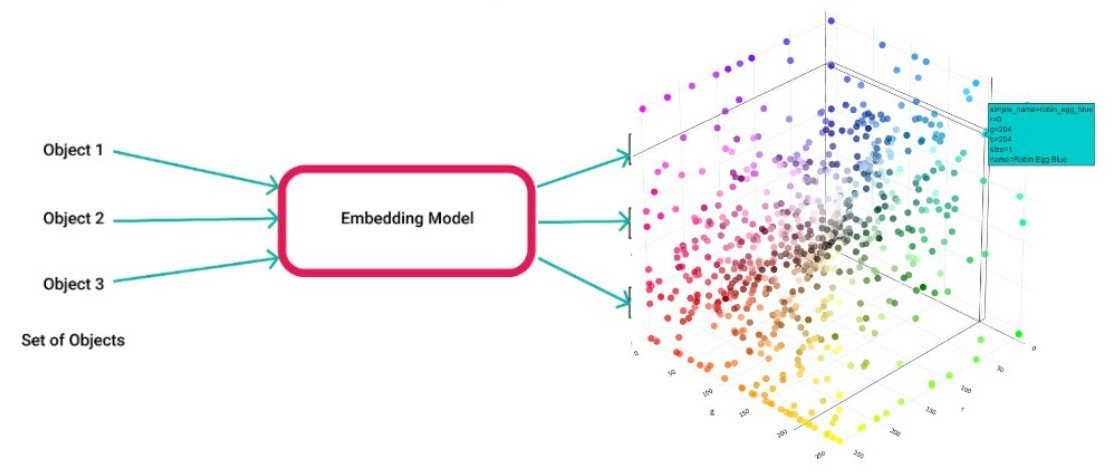 Object 1
Object 2
Object 3
Set of Objects
Embedding Model
simple_name=robin_egg_blue
r=0
g=204
b=204
size=1
name=Robin Egg Blue
0
50
100
150
200
250
g
0
50
100
150
200
250
r